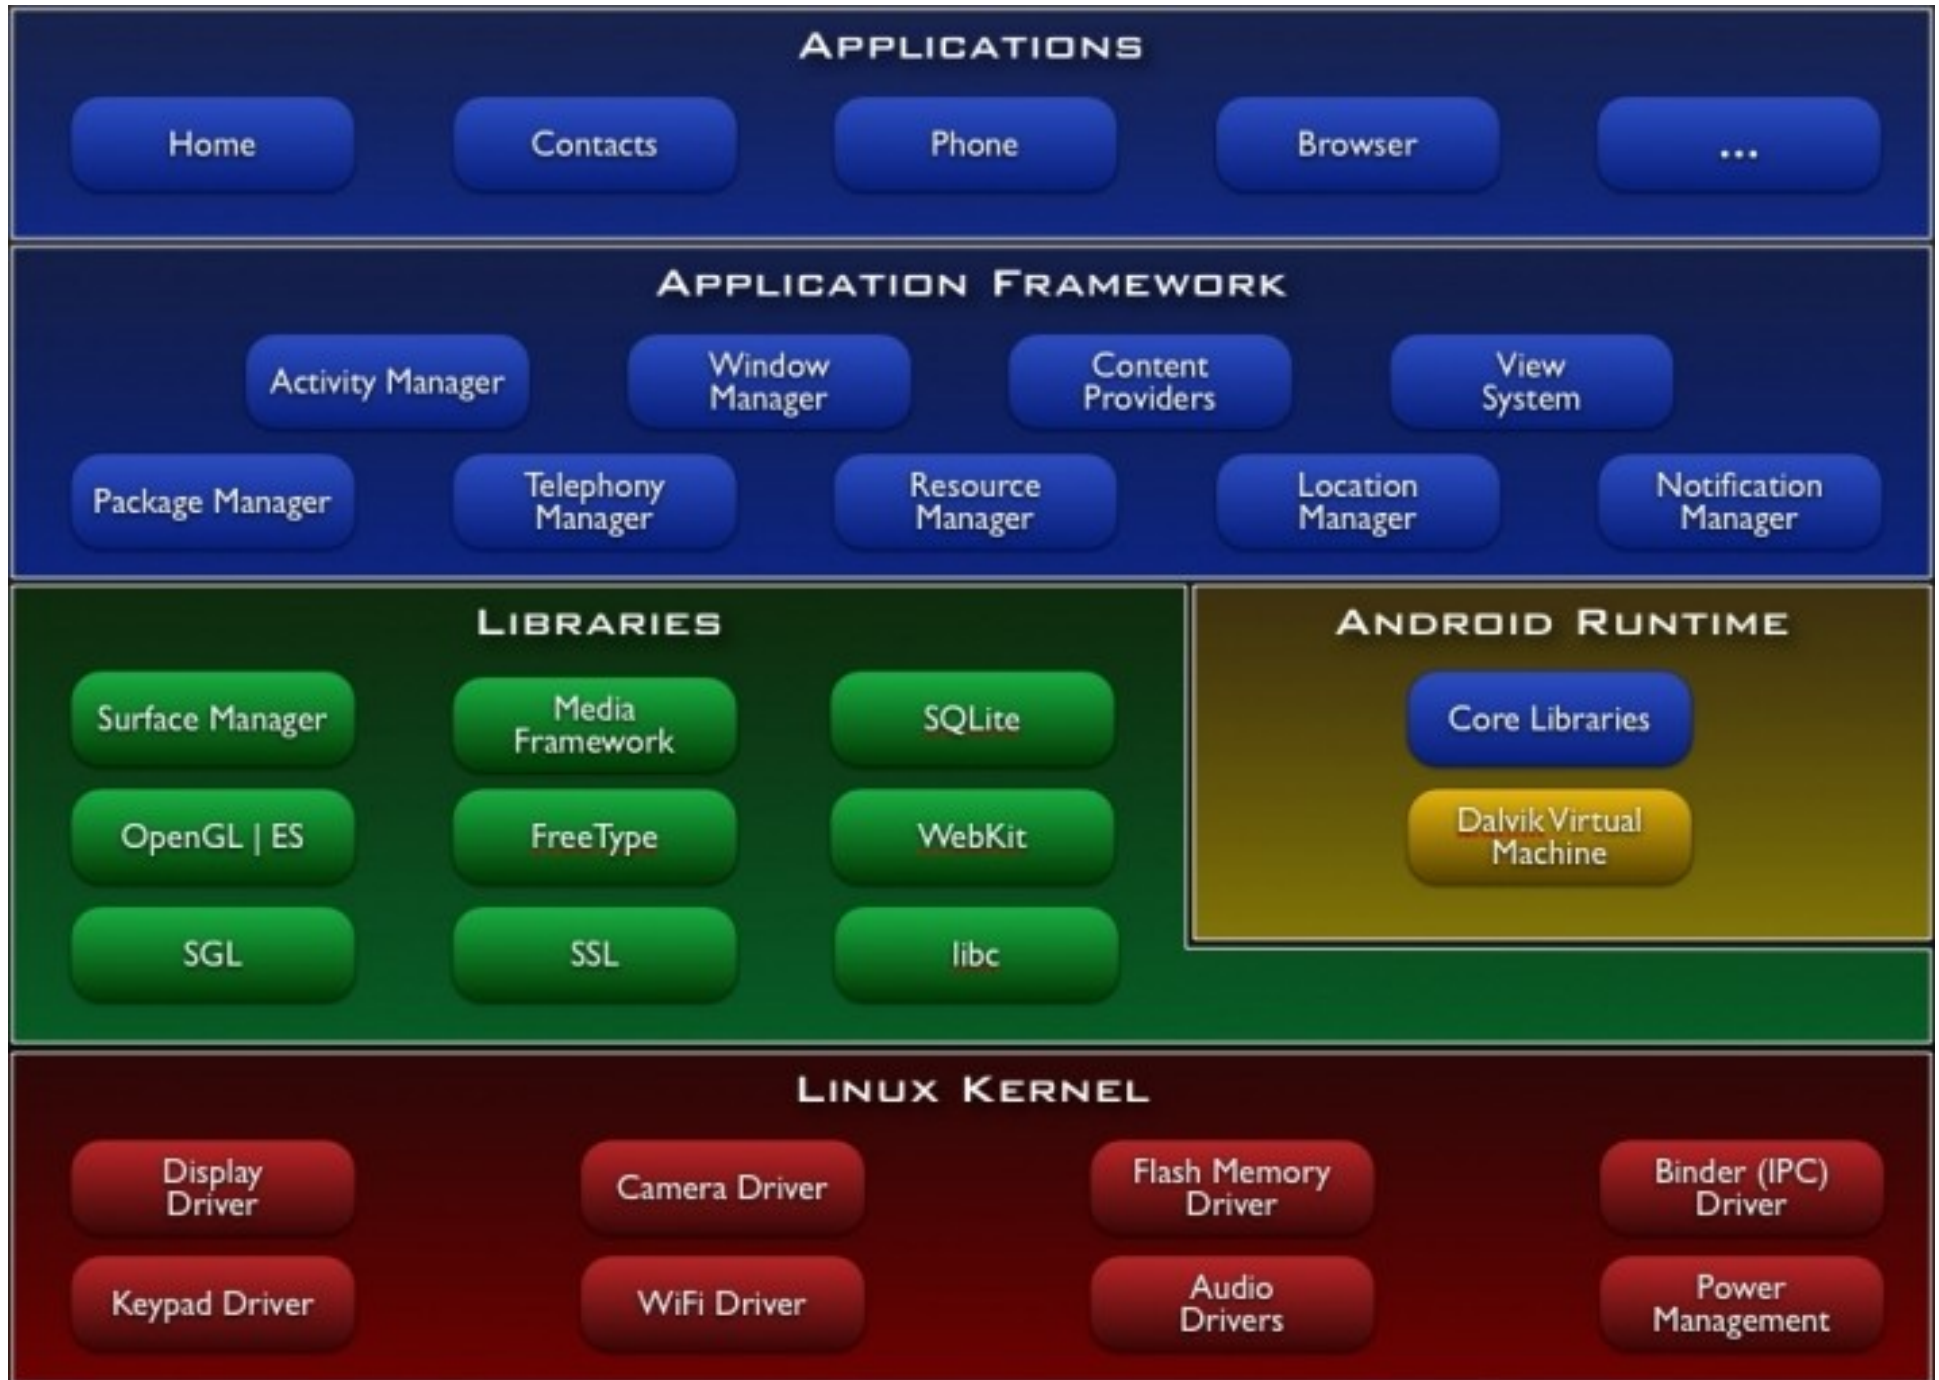 APPLICATIONS
Home
Contacts
Phone
Browser
...
APPLICATION FRAMEWORK
Activity Manager
Window
Manager
Content
Providers
View
System
Package Manager
Telephony
Manager
Resource
Manager
Location
Manager
Notification
Manager
LIBRARIES
Surface Manager
Media
Framework
SQLite
OpenGL | ES
FreeType
WebKit
SGL
SSL
libc
ANDROID RUNTIME
Core Libraries
Dalvik Virtual
Machine
LINUX KERNEL
Display
Driver
Camera Driver
Flash Memory
Driver
Binder (IPC)
Driver
Keypad Driver
WiFi Driver
Audio
Drivers
Power
Management